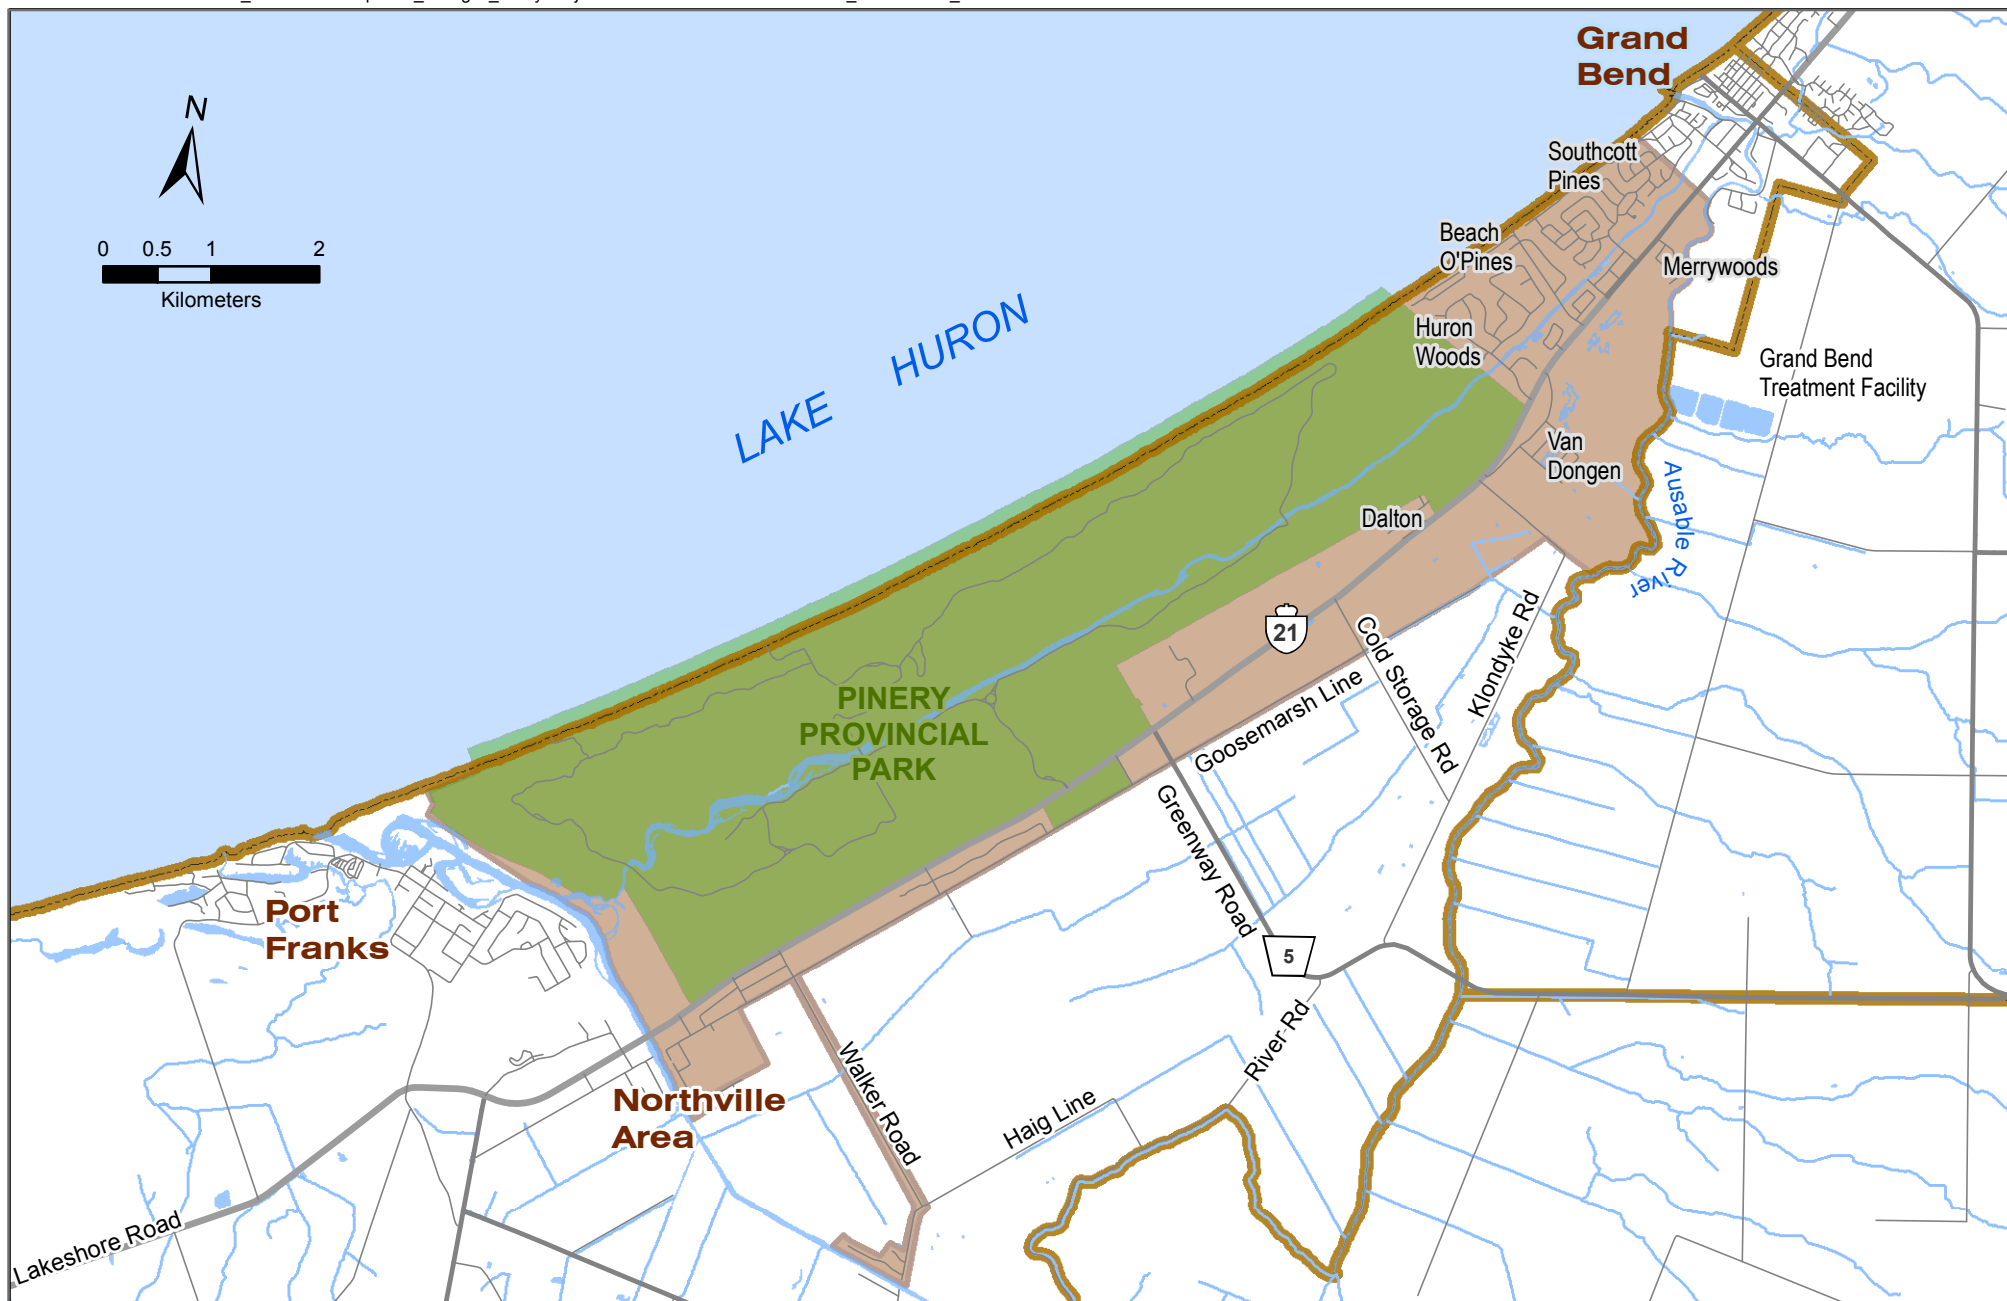 Grand
Bend
N
Southcott
Pines
0 0.5 1 2
Kilometers
Beach
O'Pines
Merrywoods
LAKE HURON
Huron
Woods
Grand Bend
Treatment Facility
Van
Dongen
Ausable River
Dalton
21
Cold Storage Rd
Klondyke Rd
PINERY
PROVINCIAL
PARK
Goosemarsh Line
Greenway Road
Port
Franks
5
River Rd
Walker Road
Northville
Area
Haig Line
Lakeshore Road